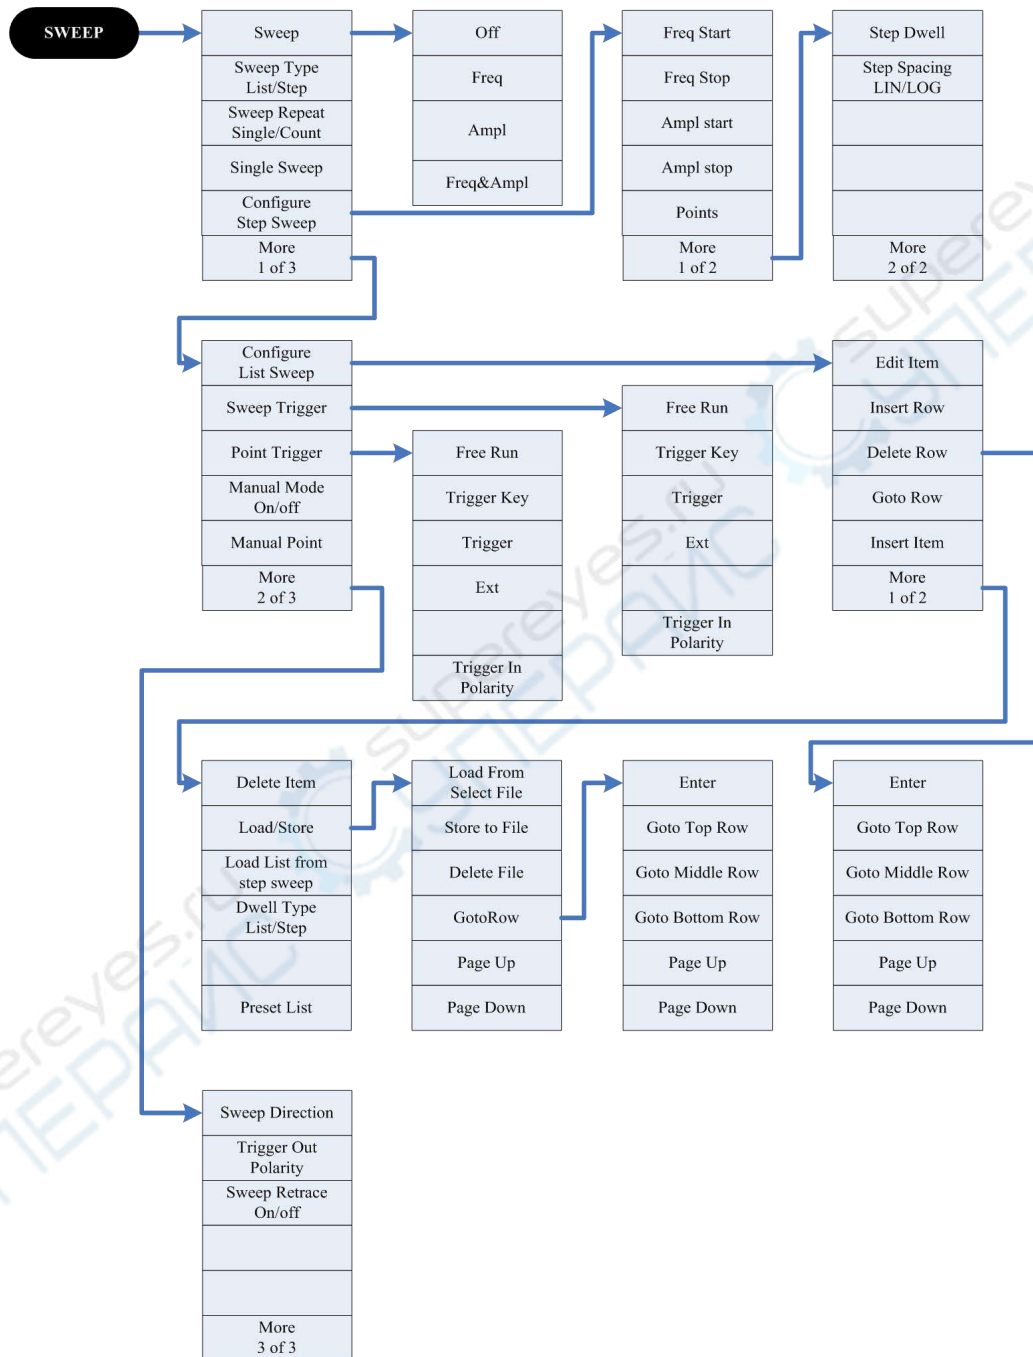 SWEEP
Sweep
Sweep Type
List/Step
Sweep Repeat
Single/Count
Single Sweep
Configure
Step Sweep
More
1 of 3
Off
Freq
Ampl
Freq&Ampl
Freq Start
Freq Stop
Ampl start
Ampl stop
Points
More
1 of 2
Step Dwell
Step Spacing
LIN/LOG
More
2 of 2
Configure
List Sweep
Sweep Trigger
Point Trigger
Manual Mode
On/off
Manual Point
More
2 of 3
Free Run
Trigger Key
Trigger
Ext
Trigger In
Polarity
Free Run
Trigger Key
Trigger
Ext
Trigger In
Polarity
Edit Item
Insert Row
Delete Row
Goto Row
Insert Item
More
1 of 2
Delete Item
Load/Store
Load List from
step sweep
Dwell Type
List/Step
Preset List
Load From
Select File
Store to File
Delete File
GotoRow
Page Up
Page Down
Enter
Goto Top Row
Goto Middle Row
Goto Bottom Row
Page Up
Page Down
Enter
Goto Top Row
Goto Middle Row
Goto Bottom Row
Page Up
Page Down
Sweep Direction
Trigger Out
Polarity
Sweep Retrace
On/off
More
3 of 3
supereyes.ru
СУПЕРАЙС